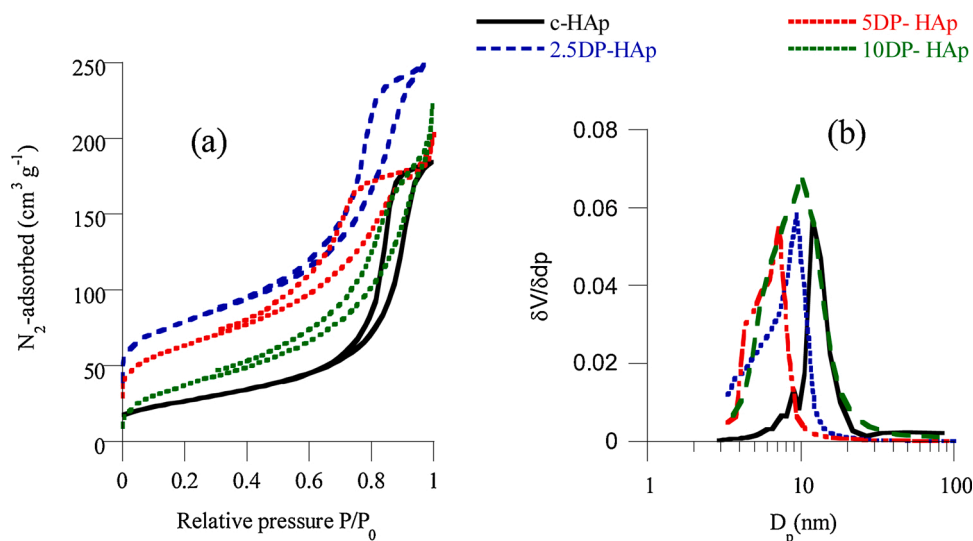 c-HAp
5DP- HAp
2.5DP-HAp
10DP- HAp
250
200
150
100
50
0
N₂-adsorbed (cm³ g⁻¹)
(a)
0 0.2 0.4 0.6 0.8 1
Relative pressure P/P₀
0.08
0.06
0.04
0.02
0
δV/dp
(b)
1 10 100
Dₚ(nm)